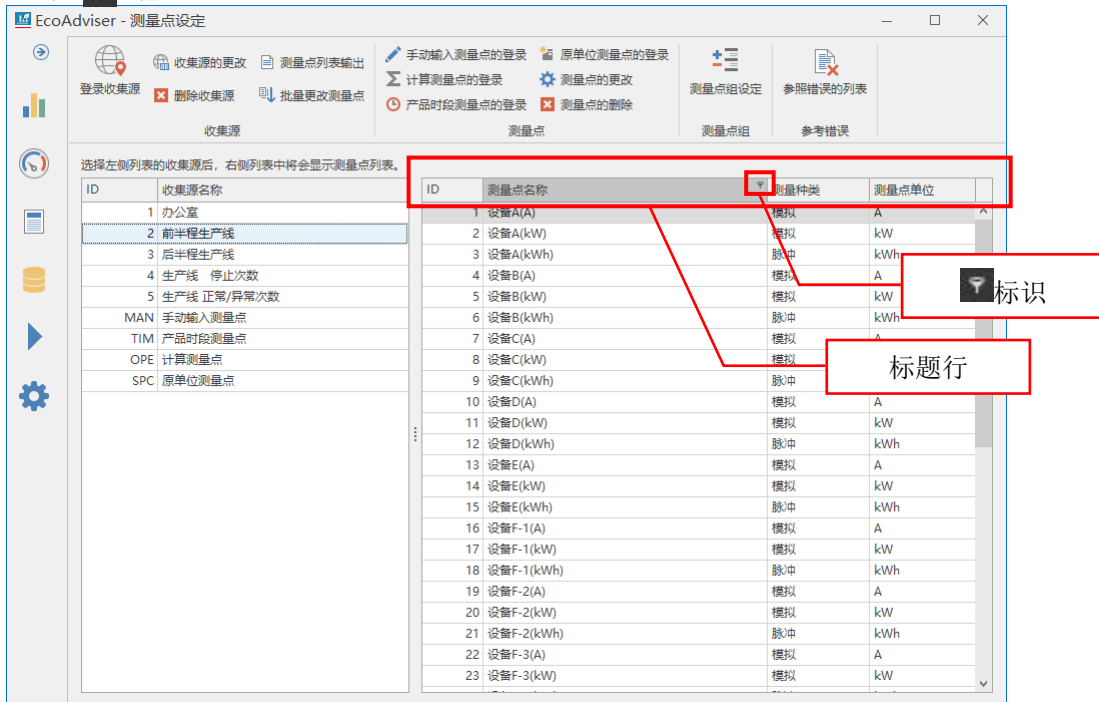 EcoAdviser - 测量点设定
登录收集源
收集源的更改
测量点列表输出
删除收集源
批量更改测量点
收集源
手动输入测量点的登录
原单位测量点的登录
计算测量点的登录
测量点的更改
产品时段测量点的登录
测量点的删除
测量点
测量点组设定
测量点组
参照错误的列表
参考错误
选择左侧列表的收集源后，右侧列表中将会显示测量点列表。
ID 收集源名称
1 办公室
2 前半程生产线
3 后半程生产线
4 生产线 停止次数
5 生产线 正常/异常次数
MAN 手动输入测量点
TIM 产品时段测量点
OPE 计算测量点
SPC 原单位测量点
ID 测量点名称 测量种类 测量点单位
1 设备A(A) 模拟 A
2 设备A(kW) 模拟 kW
3 设备A(kWh) 脉冲 kWh
4 设备B(A) 模拟 A
5 设备B(kW) 模拟 kW
6 设备B(kWh) 脉冲 kWh
7 设备C(A) 模拟 A
8 设备C(kW) 模拟
9 设备C(kWh) 脉冲
10 设备D(A) 模拟 A
11 设备D(kW) 模拟 kW
12 设备D(kWh) 脉冲 kWh
13 设备E(A) 模拟 A
14 设备E(kW) 模拟 kW
15 设备E(kWh) 脉冲 kWh
16 设备F-1(A) 模拟 A
17 设备F-1(kW) 模拟 kW
18 设备F-1(kWh) 脉冲 kWh
19 设备F-2(A) 模拟 A
20 设备F-2(kW) 模拟 kW
21 设备F-2(kWh) 脉冲 kWh
22 设备F-3(A) 模拟 A
23 设备F-3(kW) 模拟 kW
标识
标题行